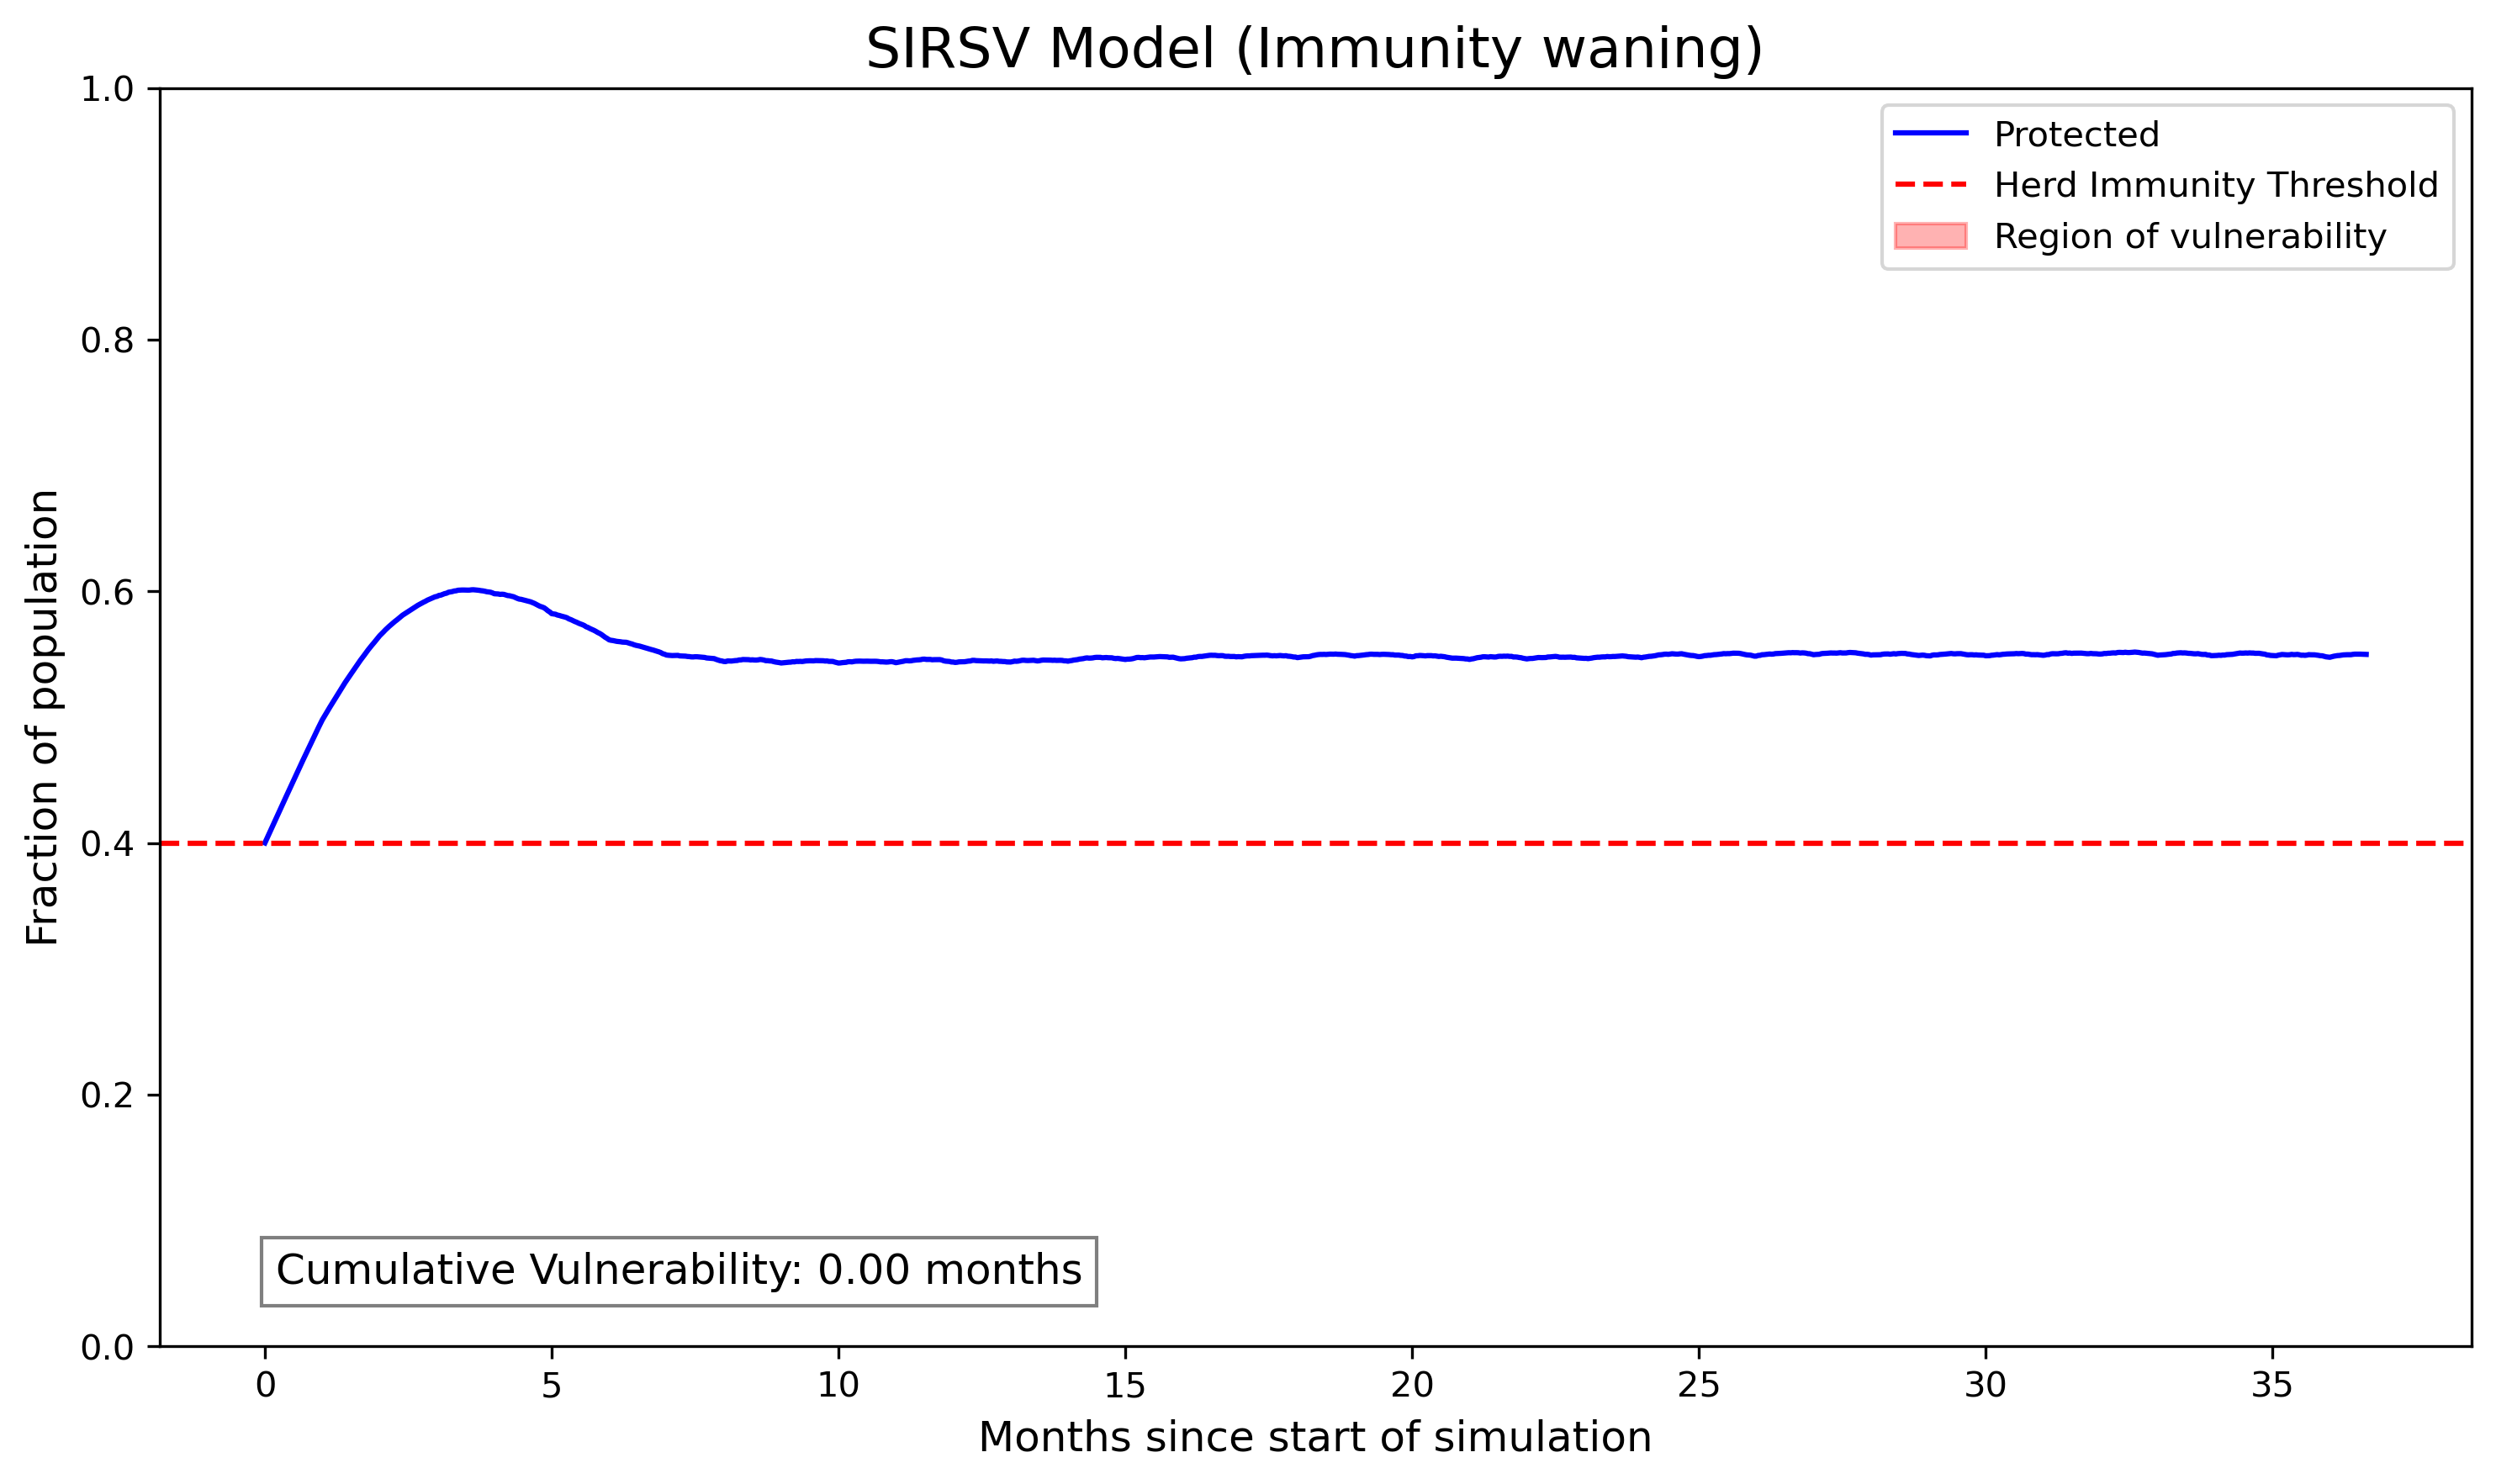 SIRSV Model (Immunity waning)
1.0
0.8
0.6
0.4
0.2
0.0
Fraction of population
Protected
Herd Immunity Threshold
Region of vulnerability
Cumulative Vulnerability: 0.00 months
0 5 10 15 20 25 30 35
Months since start of simulation